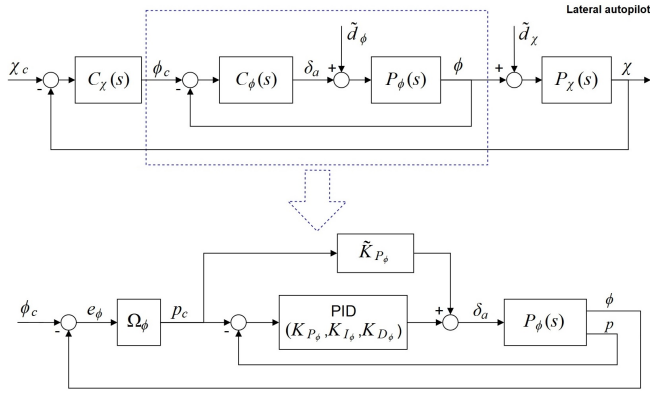 Lateral autopilot
χ_c - C_χ(s) φ_c - C_φ(s) δ_a + d̃_φ P_φ(s) φ + d̃_χ P_χ(s) χ
K̃_{P_φ}
φ_c - e_φ Ω_φ p_c - PID + δ_a P_φ(s) φ
(K_{P_φ},K_{I_φ},K_{D_φ}) p